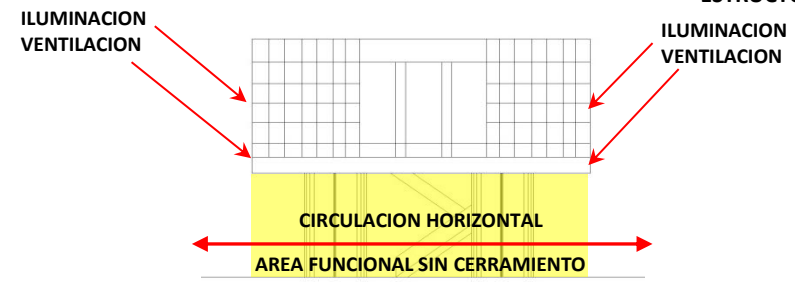 ILUMINACION
VENTILACION
ILUMINACION
VENTILACION
CIRCULACION HORIZONTAL
AREA FUNCIONAL SIN CERRAMIENTO